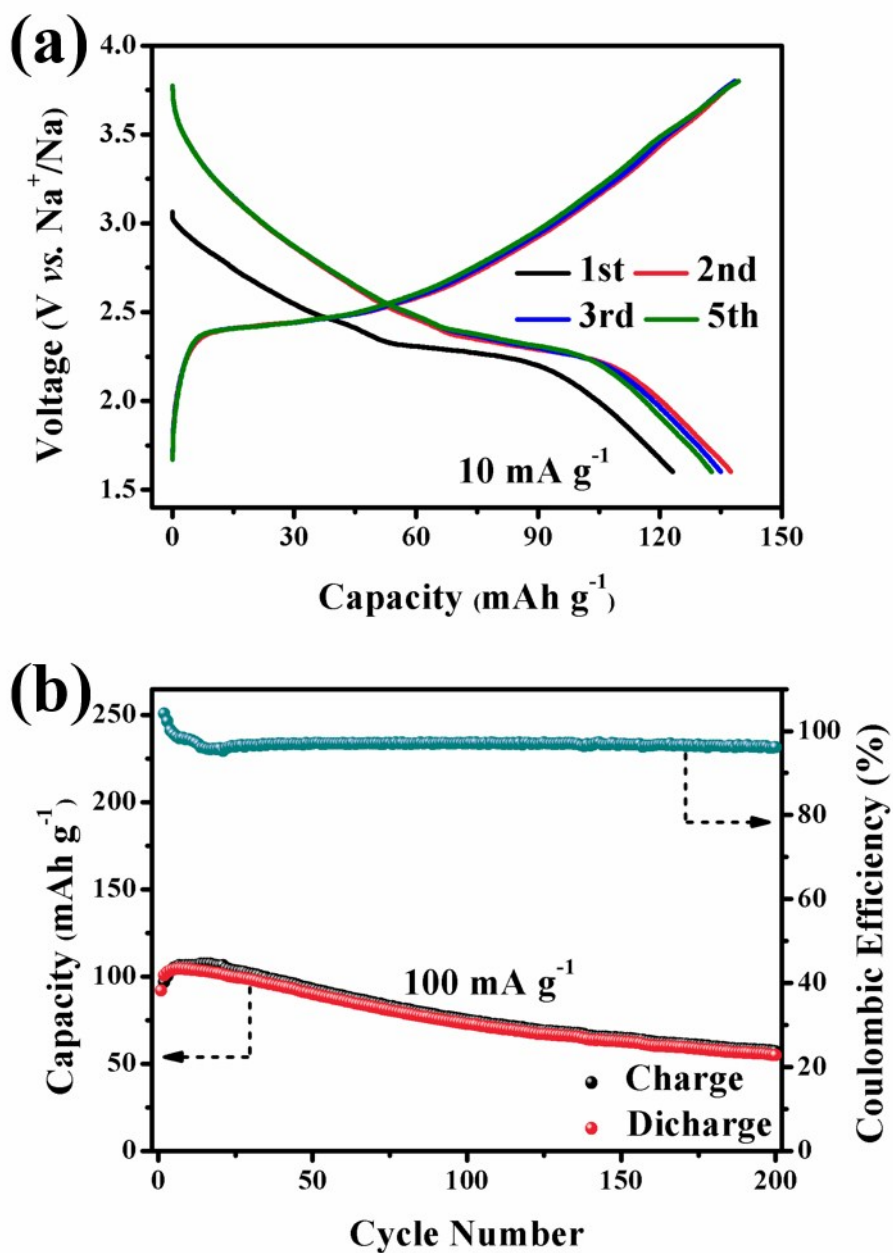 (a)
4.0
3.5
3.0
2.5
2.0
1.5
Voltage (V vs. Na⁺/Na)
1st 2nd
3rd 5th
10 mA g⁻¹
0 30 60 90 120 150
Capacity (mAh g⁻¹)
(b)
250
200
150
100
50
0
Capacity (mAh g⁻¹)
100
80
60
40
20
0
Coulombic Efficiency (%)
100 mA g⁻¹
Charge
Dicharge
0 50 100 150 200
Cycle Number